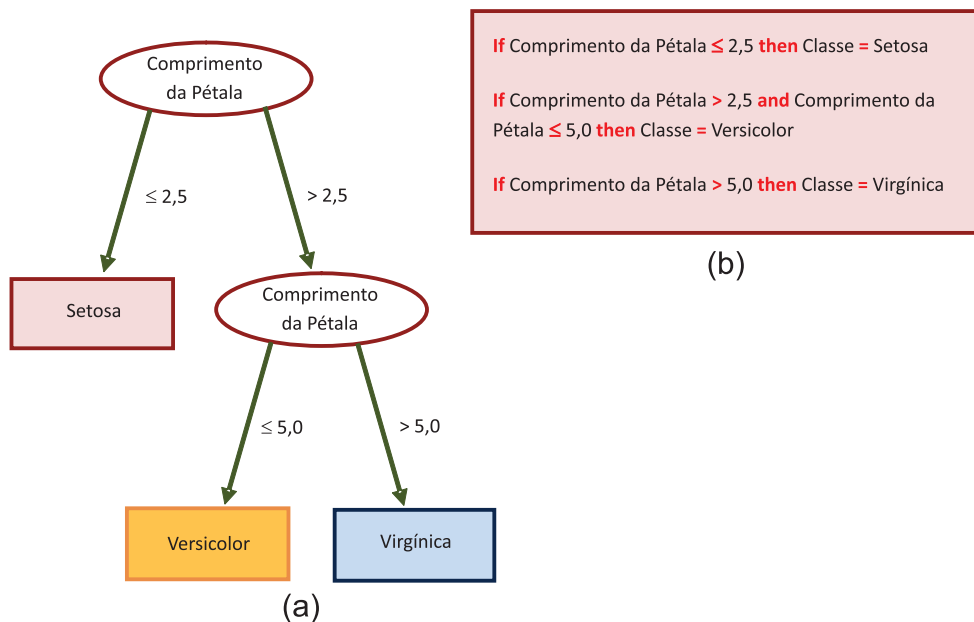 Comprimento
da Pétala
≤ 2,5
> 2,5
Setosa
Comprimento
da Pétala
≤ 5,0
> 5,0
Versicolor
Virgínica
(a)
If Comprimento da Pétala ≤ 2,5 then Classe = Setosa
If Comprimento da Pétala > 2,5 and Comprimento da
Pétala ≤ 5,0 then Classe = Versicolor
If Comprimento da Pétala > 5,0 then Classe = Virgínica
(b)